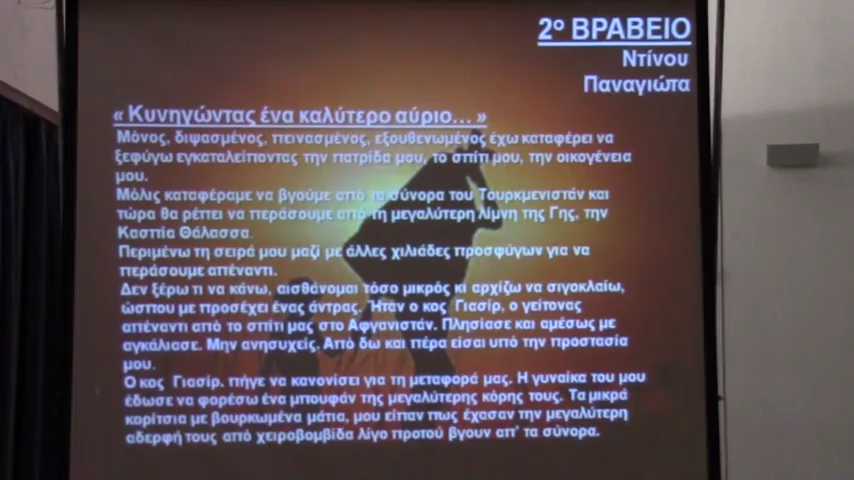 2ο ΒΡΑΒΕΙΟ
Ντίνου
Παναγιώτα
« Κυνηγώντας ένα καλύτερο αύριο... »
Μόνος, διψασμένος, πεινασμένος, εξουθενωμένος έχω καταφέρει να
ξεφύγω εγκαταλείποντας την πατρίδα μου, το σπίτι μου, την οικογένεια
μου.
Μόλις καταφέραμε να βγούμε από τα σύνορα του Τουρκμενιστάν και
τώρα θα ρέπει να περάσουμε από τη μεγαλύτερη λίμνη της Γης, την
Κασπία Θάλασσα.
Περιμένω τη σειρά μου μαζί με άλλες χιλιάδες προσφύγων για να
περάσουμε απέναντι.
Δεν ξέρω τι να κάνω, αισθάνομαι τόσο μικρός κι αρχίζω να σιγοκλαίω,
ώσπου με προσέχει ένας άντρας. Ήταν ο κος Γιασίρ, ο γείτονας
απέναντι από το σπίτι μας στο Αφγανιστάν. Πλησίασε και αμέσως με
αγκάλιασε. Μην ανησυχείς. Από δω και πέρα είσαι υπό την προστασία
μου.
Ο κος Γιασίρ. πήγε να κανονίσει για τη μεταφορά μας. Η γυναίκα του μου
έδωσε να φορέσω ένα μπουφάν της μεγαλύτερης κόρης τους. Τα μικρά
κορίτσια με βουρκωμένα μάτια, μου είπαν πως έχασαν την μεγαλύτερη
αδερφή τους από χειροβομβίδα λίγο προτού βγουν απ' τα σύνορα.